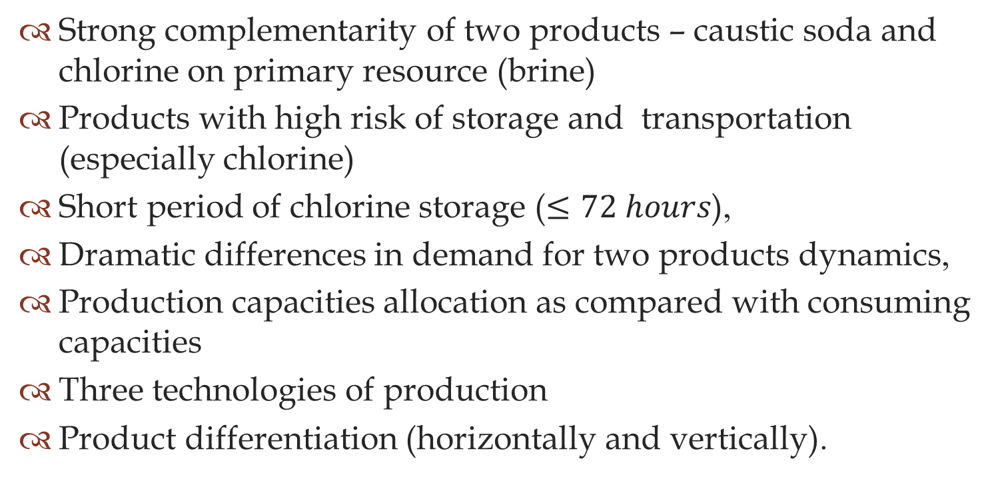 Strong complementarity of two products – caustic soda and
chlorine on primary resource (brine)
Products with high risk of storage and  transportation
(especially chlorine)
Short period of chlorine storage (≤ 72 hours),
Dramatic differences in demand for two products dynamics,
Production capacities allocation as compared with consuming
capacities
Three technologies of production
Product differentiation (horizontally and vertically).